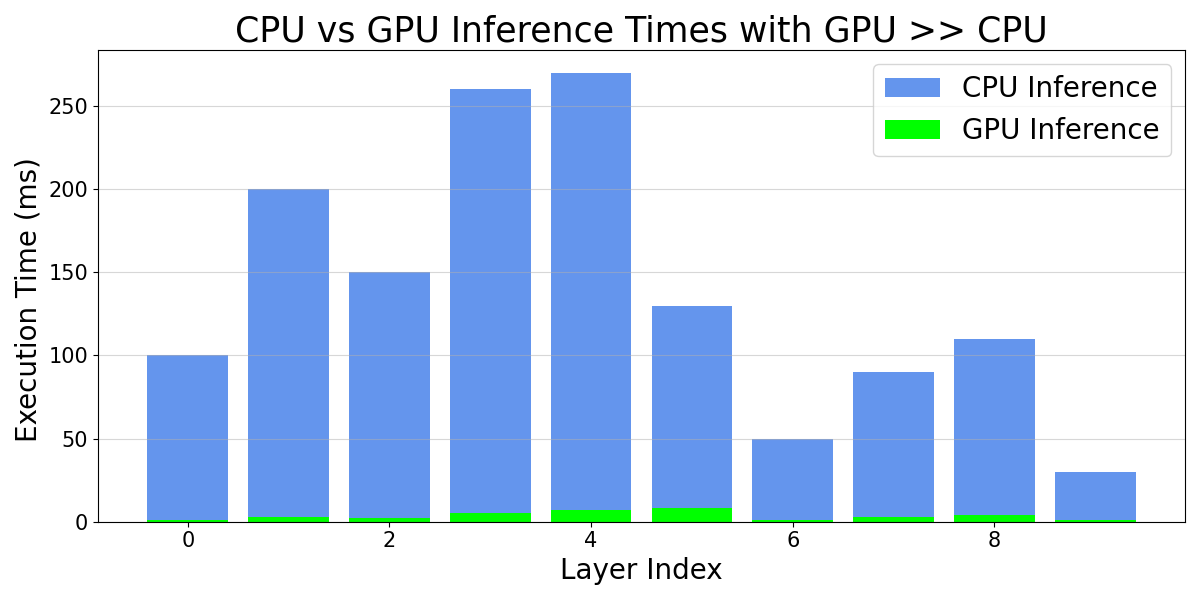 CPU vs GPU Inference Times with GPU >> CPU
CPU Inference
GPU Inference
Execution Time (ms)
250
200
150
100
50
0
0 2 4 6 8
Layer Index